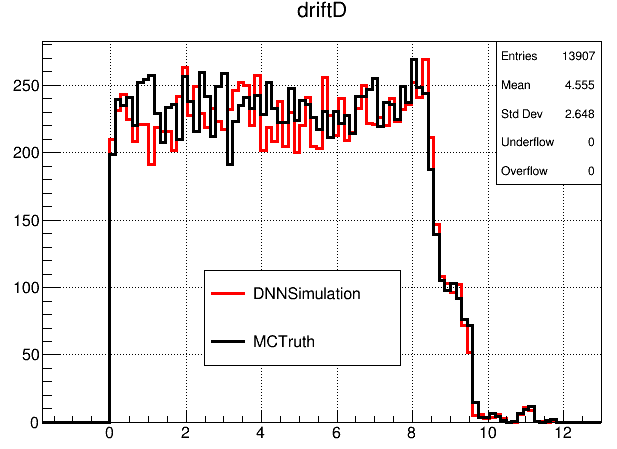 driftD
Entries 13907
Mean 4.555
Std Dev 2.648
Underflow 0
Overflow 0
250
200
150
100
50
0
DNNSimulation
MCTruth
0 2 4 6 8 10 12